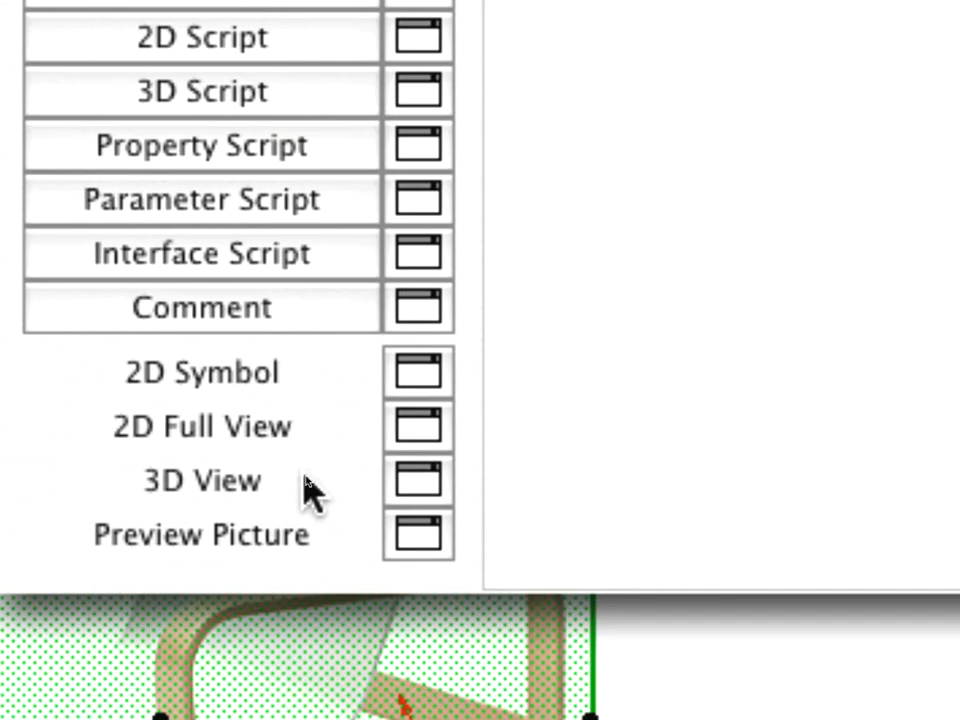 2D Script
3D Script
Property Script
Parameter Script
Interface Script
Comment
2D Symbol
2D Full View
3D View
Preview Picture